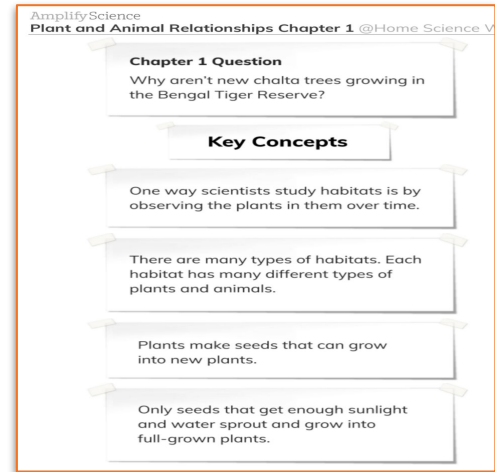 AmplifyScience
Plant and Animal Relationships Chapter 1 @Home Science
Chapter 1 Question
Why aren't new chalta trees growing in
the Bengal Tiger Reserve?
Key Concepts
One way scientists study habitats is by
observing the plants in them over time.
There are many types of habitats. Each
habitat has many different types of
plants and animals.
Plants make seeds that can grow
into new plants.
Only seeds that get enough sunlight
and water sprout and grow into
full-grown plants.